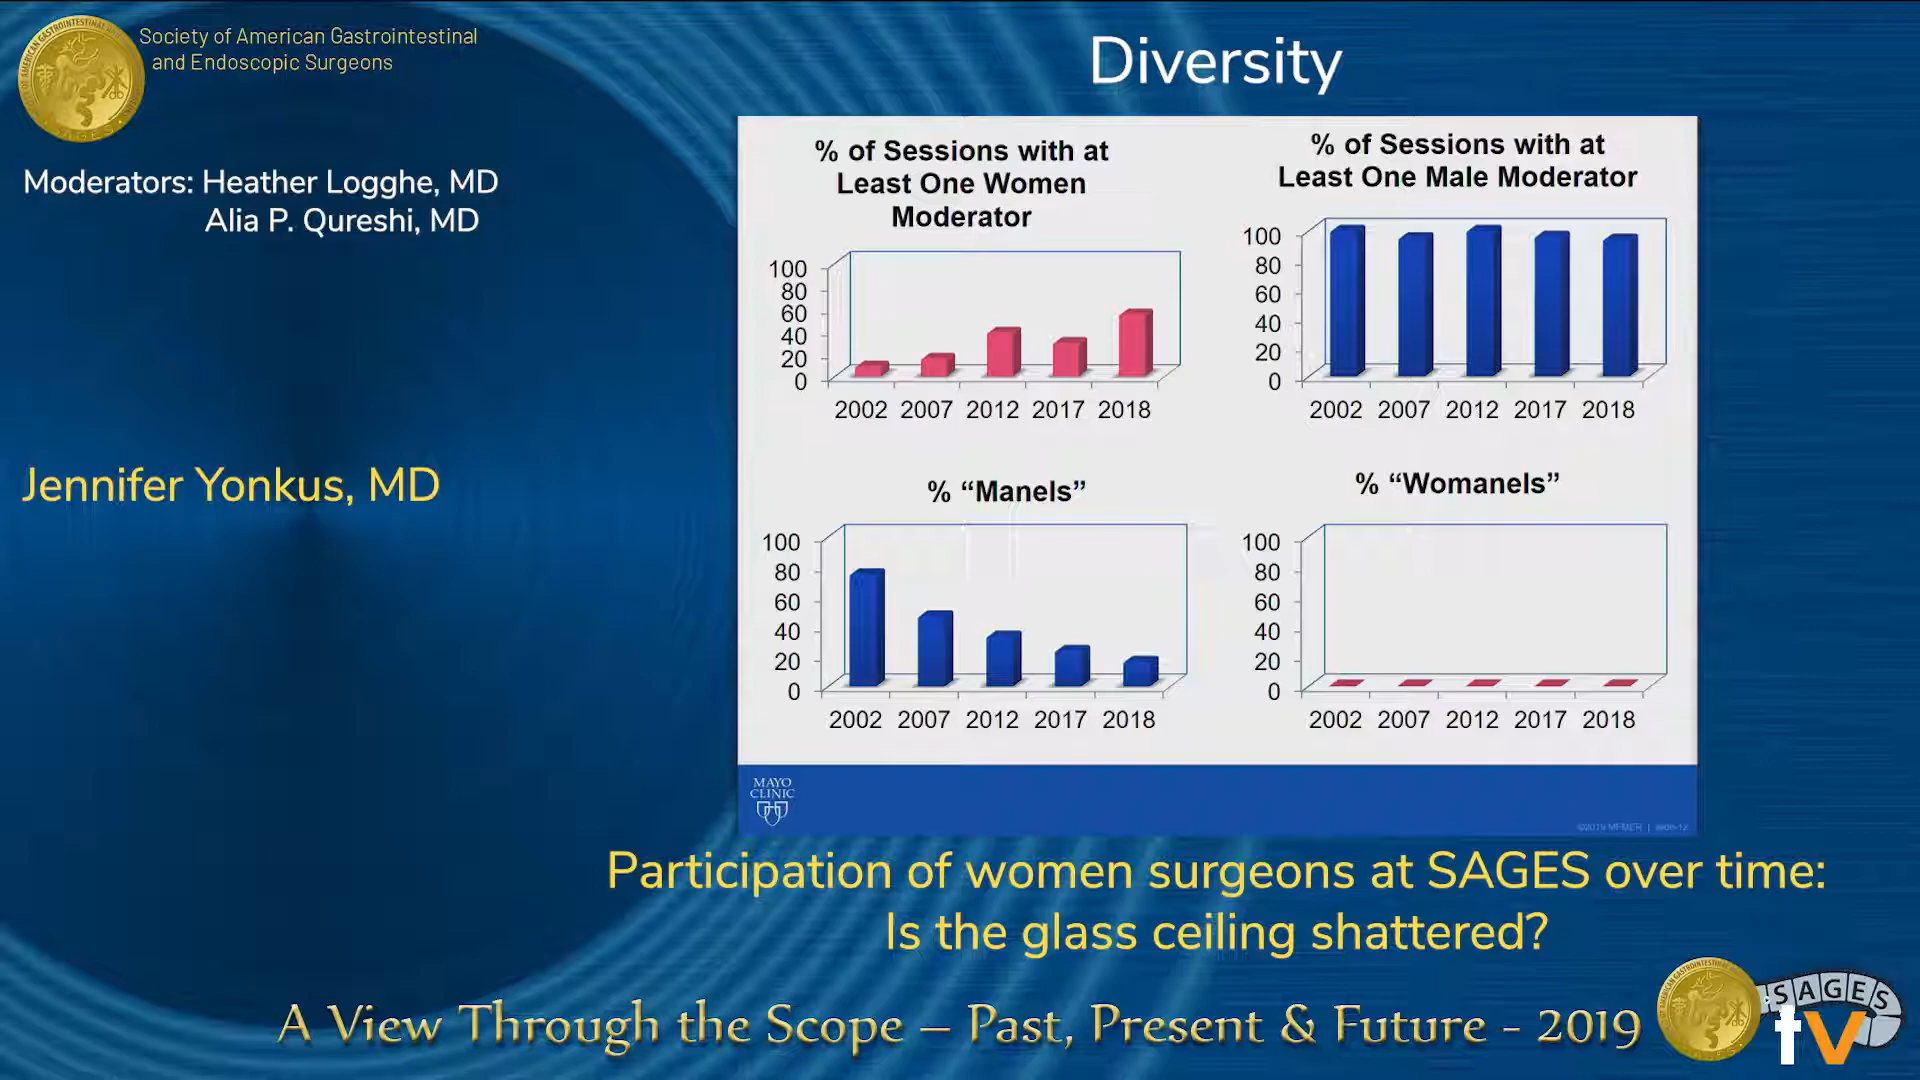 Society of American Gastrointestinal
and Endoscopic Surgeons
Diversity
Moderators: Heather Logghe, MD
Alia P. Qureshi, MD
Jennifer Yonkus, MD
% of Sessions with at
Least One Women
Moderator
100
80
60
40
20
0
2002 2007 2012 2017 2018
% of Sessions with at
Least One Male Moderator
100
80
60
40
20
0
2002 2007 2012 2017 2018
% “Manels”
100
80
60
40
20
0
2002 2007 2012 2017 2018
% “Womanels”
100
80
60
40
20
0
2002 2007 2012 2017 2018
MAYO
CLINIC
©2019 MFMER |
Participation of women surgeons at SAGES over time:
Is the glass ceiling shattered?
A View Through the Scope – Past, Present & Future - 2019
SAGES
tv